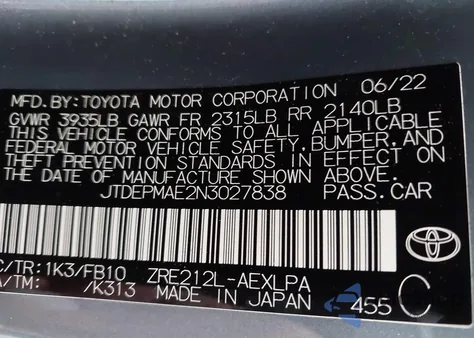 MFD.BY: TOYOTA MOTOR CORPORATION 06/22
GVWR 3935LB GAWR FR 2315LB RR 2140LB
THIS VEHICLE CONFORMS TO ALL APPLICABLE
FEDERAL MOTOR VEHICLE SAFETY, BUMPER, AND
THEFT PREVENTION STANDARDS IN EFFECT ON
THE DATE OF MANUFACTURE SHOWN ABOVE.
JTDEPMAE2N3027838 PASS.CAR
TOYOTA
C/TR:1K3/FB10 ZRE212L-AEXLPA
A/TM: /K313 MADE IN JAPAN 455 C